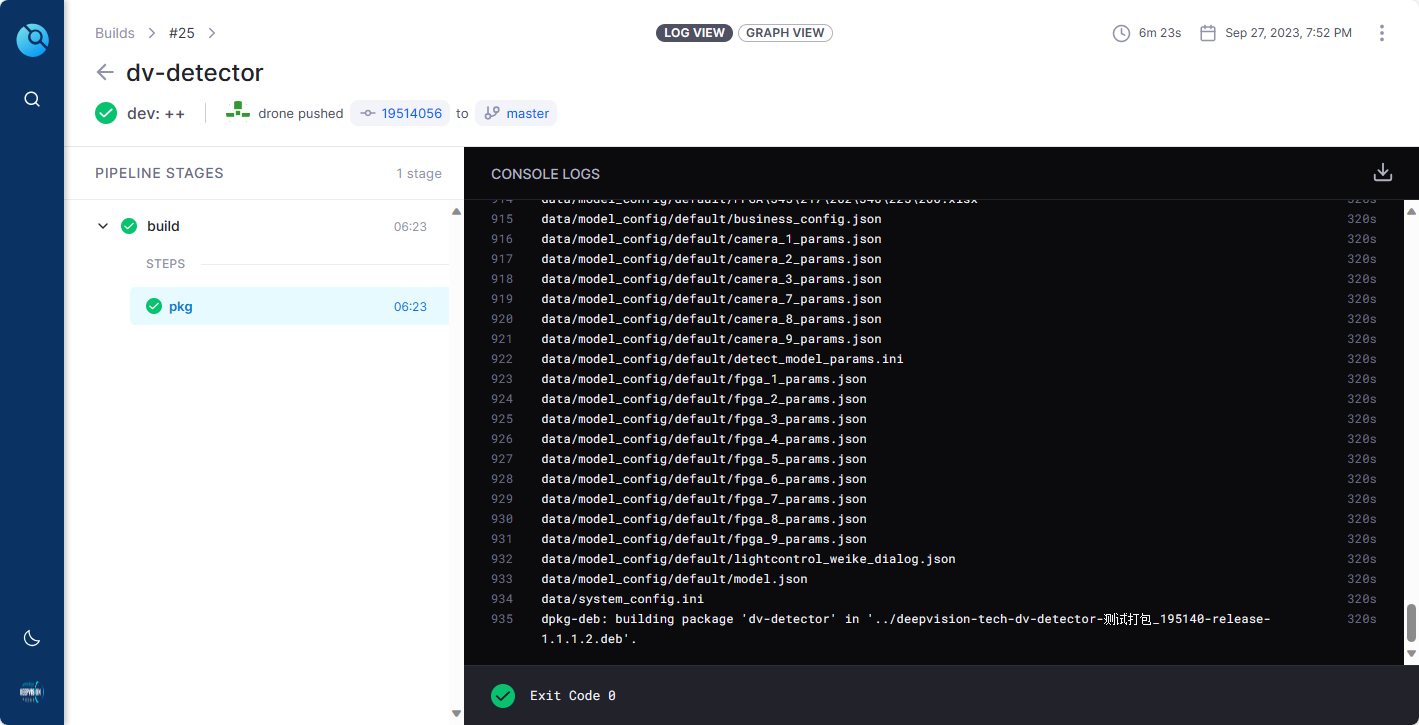 Builds > #25 >
LOG VIEW GRAPH VIEW
6m 23s Sep 27, 2023, 7:52 PM
dv-detector
dev: ++ drone pushed 19514056 to master
PIPELINE STAGES 1 stage
build 06:23
STEPS
pkg 06:23
CONSOLE LOGS
915 data/model_config/default/business_config.json 320s
916 data/model_config/default/camera_1_params.json 320s
917 data/model_config/default/camera_2_params.json 320s
918 data/model_config/default/camera_3_params.json 320s
919 data/model_config/default/camera_7_params.json 320s
920 data/model_config/default/camera_8_params.json 320s
921 data/model_config/default/camera_9_params.json 320s
922 data/model_config/default/detect_model_params.ini 320s
923 data/model_config/default/fpga_1_params.json 320s
924 data/model_config/default/fpga_2_params.json 320s
925 data/model_config/default/fpga_3_params.json 320s
926 data/model_config/default/fpga_4_params.json 320s
927 data/model_config/default/fpga_5_params.json 320s
928 data/model_config/default/fpga_6_params.json 320s
929 data/model_config/default/fpga_7_params.json 320s
930 data/model_config/default/fpga_8_params.json 320s
931 data/model_config/default/fpga_9_params.json 320s
932 data/model_config/default/lightcontrol_weike_dialog.json 320s
933 data/model_config/default/model.json 320s
934 data/system_config.ini 320s
935 dpkg-deb: building package 'dv-detector' in '../deepvision-tech-dv-detector-测试打包_195140-release- 320s
1.1.1.2.deb'.
Exit Code 0